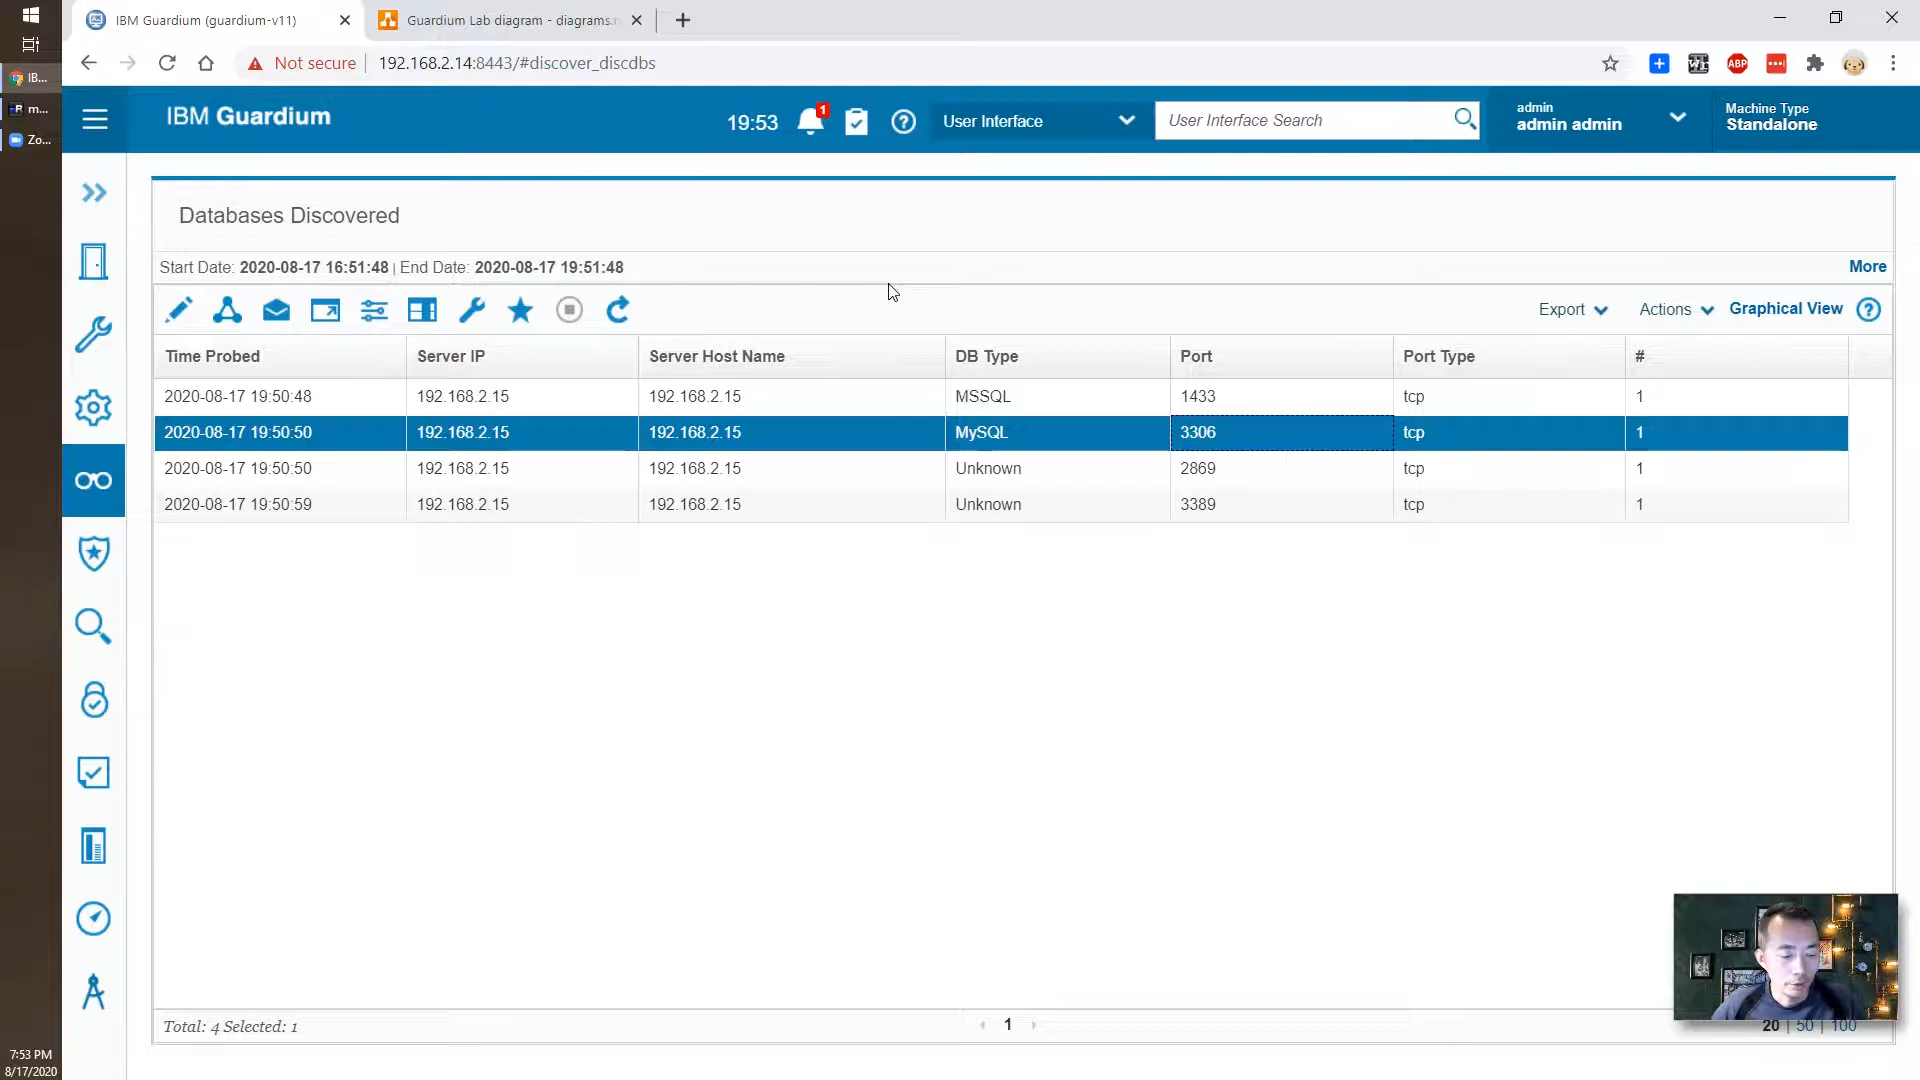 IBM Guardium (guardium-v11)
Guardium Lab diagram - diagrams.n
IB...
m...
Zo...
Not secure
192.168.2.14:8443/#discover_discdbs
ABP
IBM Guardium
19:53
1
User Interface
User Interface Search
admin
admin admin
Machine Type
Standalone
Databases Discovered
Start Date: 2020-08-17 16:51:48 | End Date: 2020-08-17 19:51:48
More
Export
Actions
Graphical View
Time Probed Server IP Server Host Name DB Type Port Port Type #
2020-08-17 19:50:48 192.168.2.15 192.168.2.15 MSSQL 1433 tcp 1
2020-08-17 19:50:50 192.168.2.15 192.168.2.15 MySQL 3306 tcp 1
2020-08-17 19:50:50 192.168.2.15 192.168.2.15 Unknown 2869 tcp 1
2020-08-17 19:50:59 192.168.2.15 192.168.2.15 Unknown 3389 tcp 1
Total: 4 Selected: 1
1
20 | 50 | 100
7:53 PM
8/17/2020